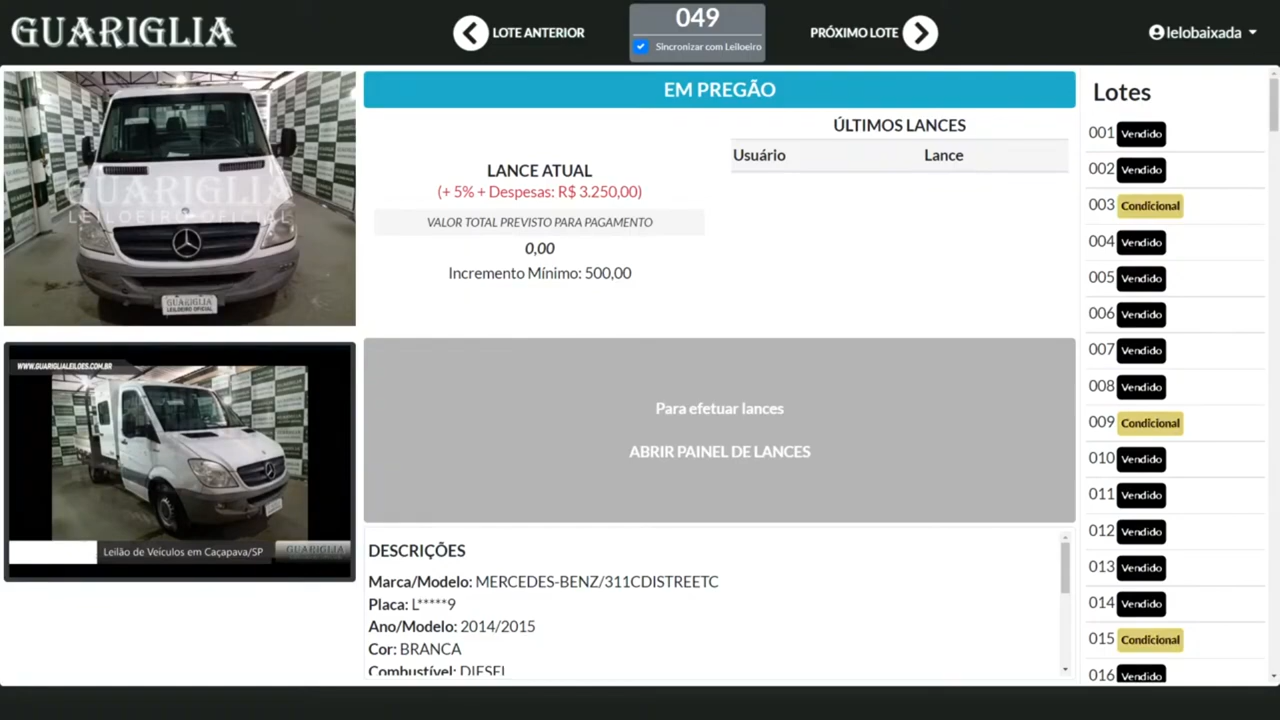 GUARIGLIA
LOTE ANTERIOR
049
Sincronizar com Leiloeiro
PRÓXIMO LOTE
lelobaixada
GUARIGLIA
LEILOEIRO OFICIAL
GUARIGLIA
LEILOEIRO OFICIAL
WWW.GUARIGLIALEILOES.COM.BR
Leilão de Veículos em Caçapava/SP
GUARIGLIA
EM PREGÃO
LANCE ATUAL
(+ 5% + Despesas: R$ 3.250,00)
VALOR TOTAL PREVISTO PARA PAGAMENTO
0,00
Incremento Mínimo: 500,00
ÚLTIMOS LANCES
Usuário Lance
Para efetuar lances
ABRIR PAINEL DE LANCES
DESCRIÇÕES
Marca/Modelo: MERCEDES-BENZ/311CDISTREETC
Placa: L*****9
Ano/Modelo: 2014/2015
Cor: BRANCA
Combustível: DIESEL
Lotes
001 Vendido
002 Vendido
003 Condicional
004 Vendido
005 Vendido
006 Vendido
007 Vendido
008 Vendido
009 Condicional
010 Vendido
011 Vendido
012 Vendido
013 Vendido
014 Vendido
015 Condicional
016 Vendido